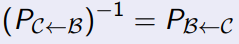 (P_{C←B})^{-1} = P_{B←C}